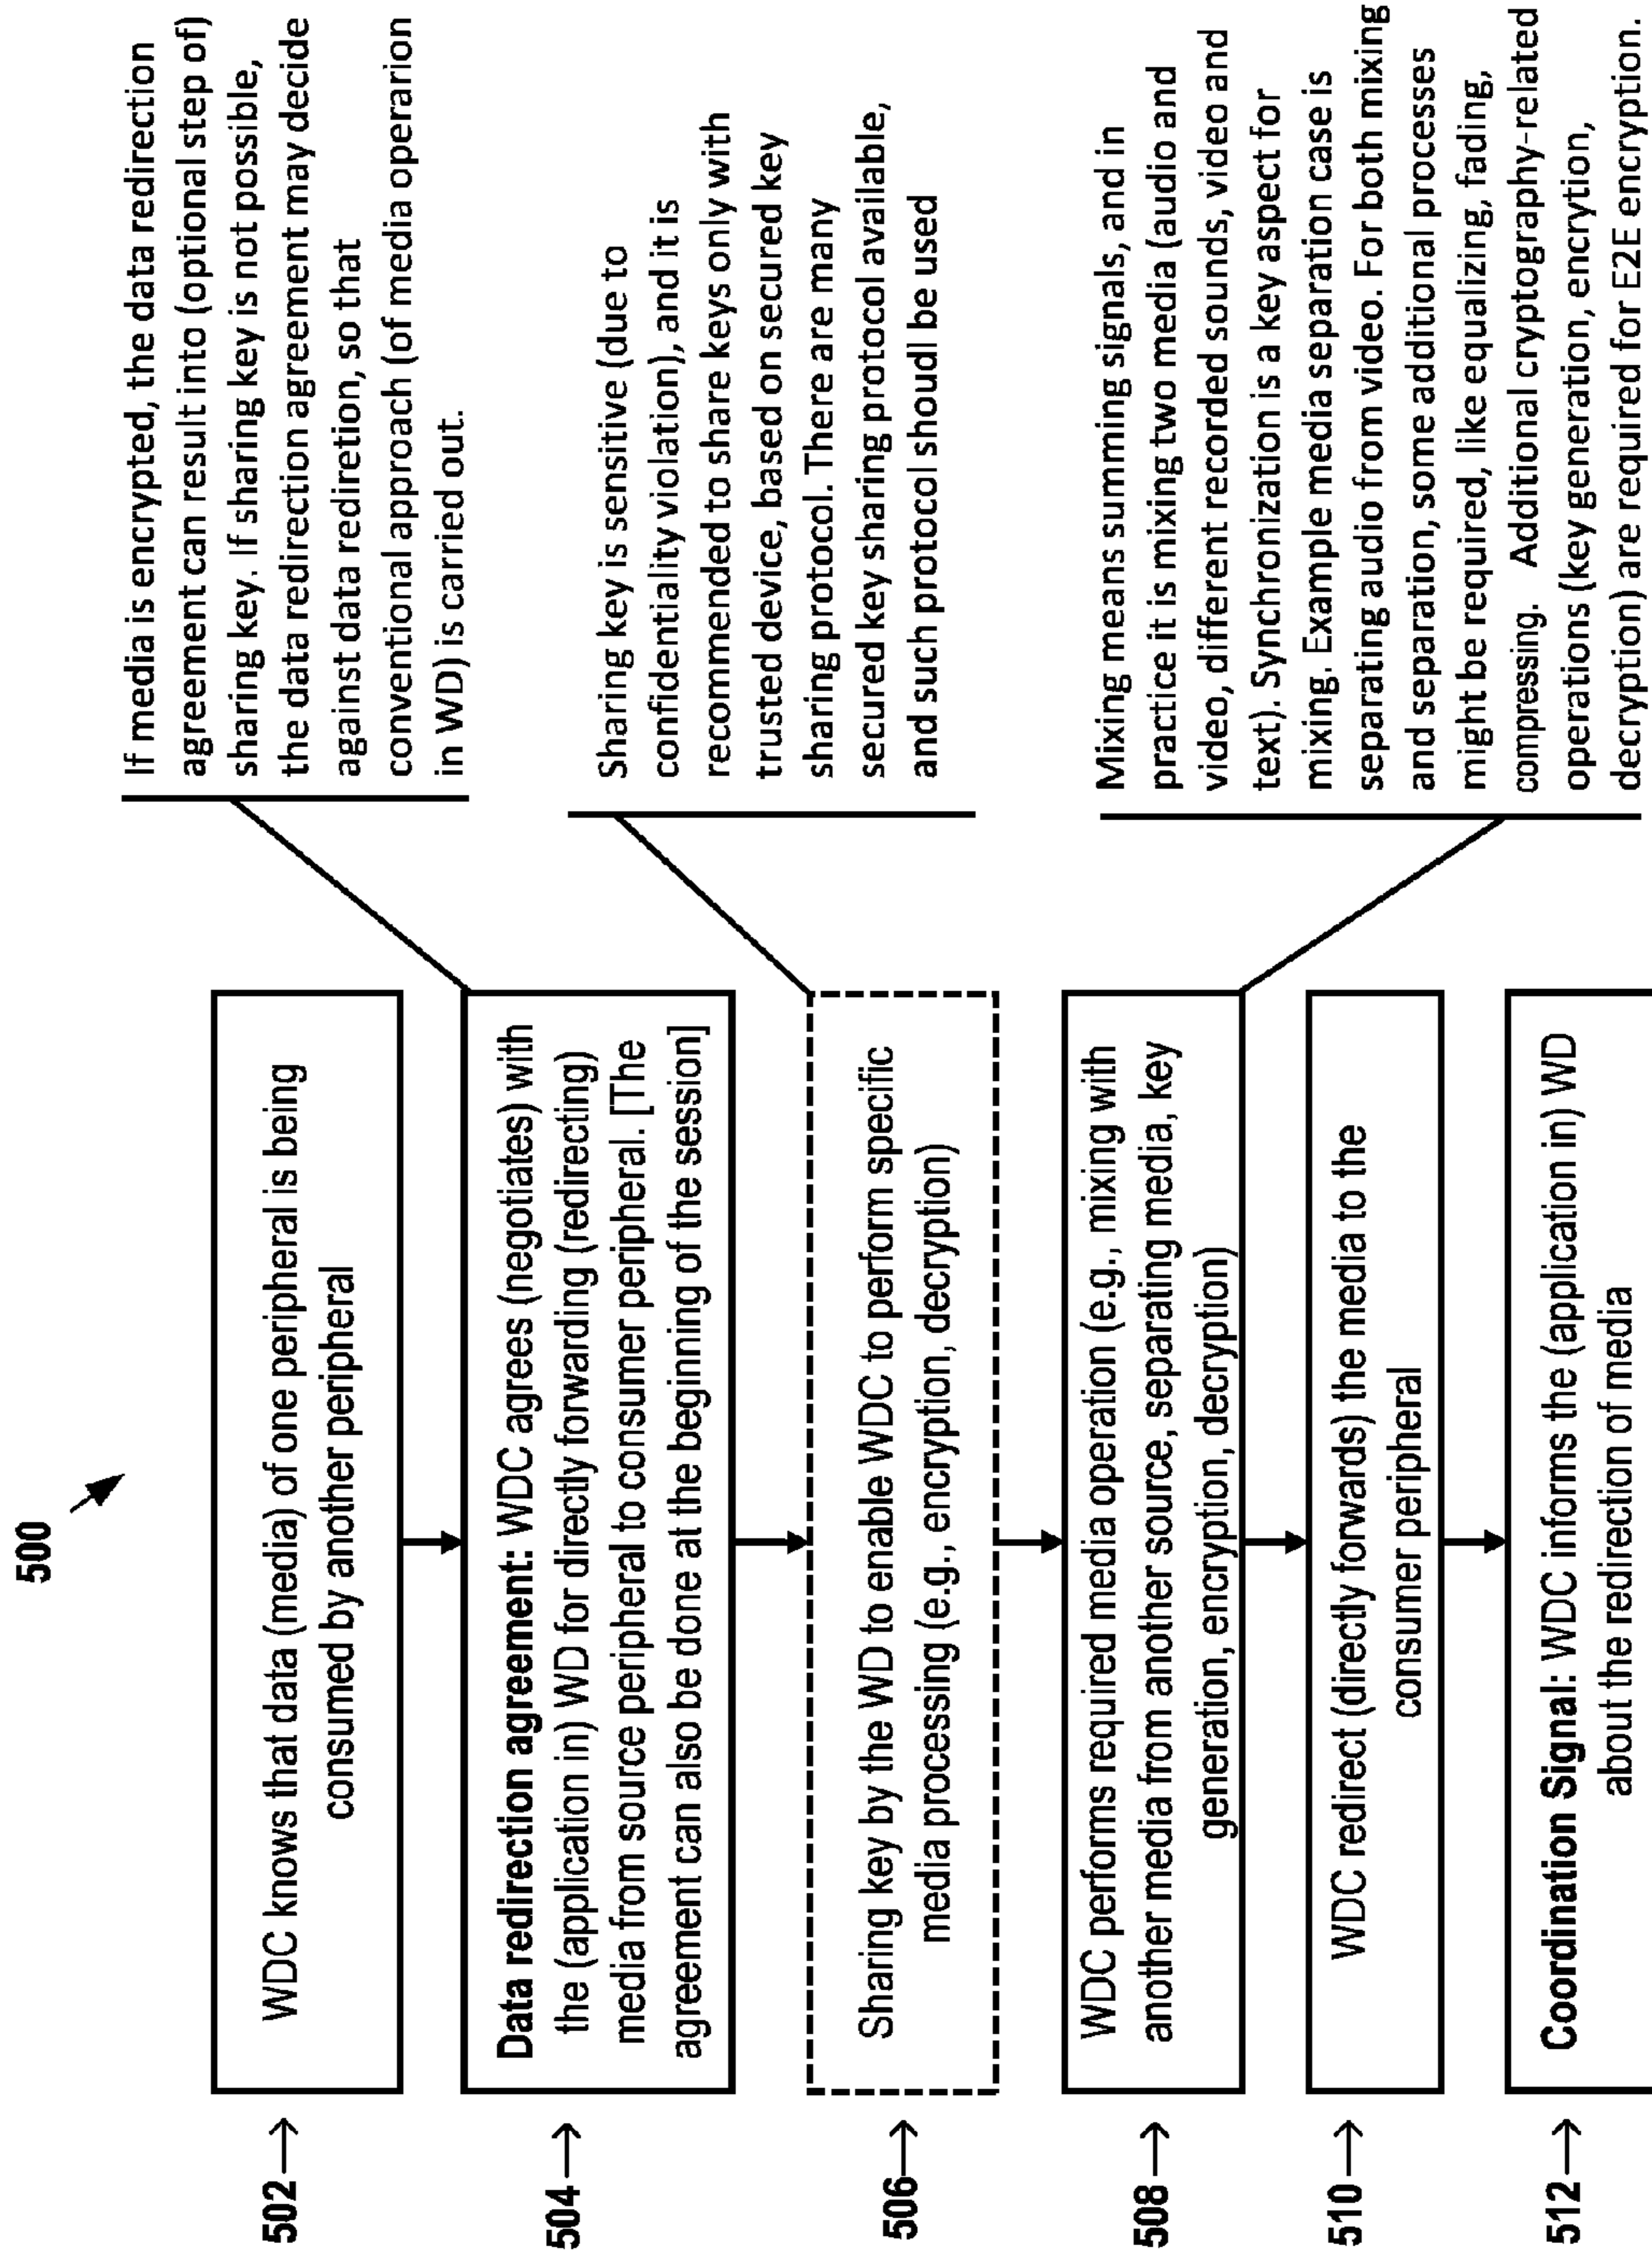 500
502
WDC knows that data (media) of one peripheral is being
consumed by another peripheral
504
Data redirection agreement: WDC agrees (negotiates) with
the (application in) WD for directly forwarding (redirecting)
media from source peripheral to consumer peripheral. [The
agreement can also be done at the beginning of the session]
If media is encrypted, the data redirection
agreement can result into (optional step of)
sharing key. If sharing key is not possible,
the data redirection agreement may decide
against data rediretion, so that
conventional approach (of media operarion
in WD) is carried out.
506
Sharing key by the WD to enable WDC to perform specific
media processing (e.g., encryption, decryption)
Sharing key is sensitive (due to
confidentiality violation), and it is
recommended to share keys only with
trusted device, based on secured key
sharing protocol. There are many
secured key sharing protocol available,
and such protocol shoudl be used
508
WDC performs required media operation (e.g., mixing with
another media from another source, separating media, key
generation, encryption, decryption)
Mixing means summing signals, and in
practice it is mixing two media (audio and
video, different recorded sounds, video and
text). Synchronization is a key aspect for
mixing. Example media separation case is
separating audio from video. For both mixing
and separation, some additional processes
might be required, like equalizing, fading,
compressing. Additional cryptography-related
operations (key generation, encrytion,
decryption) are required for E2E encryption.
510
WDC redirect (directly forwards) the media to the
consumer peripheral
512
Coordination Signal: WDC informs the (application in) WD
about the redirection of media